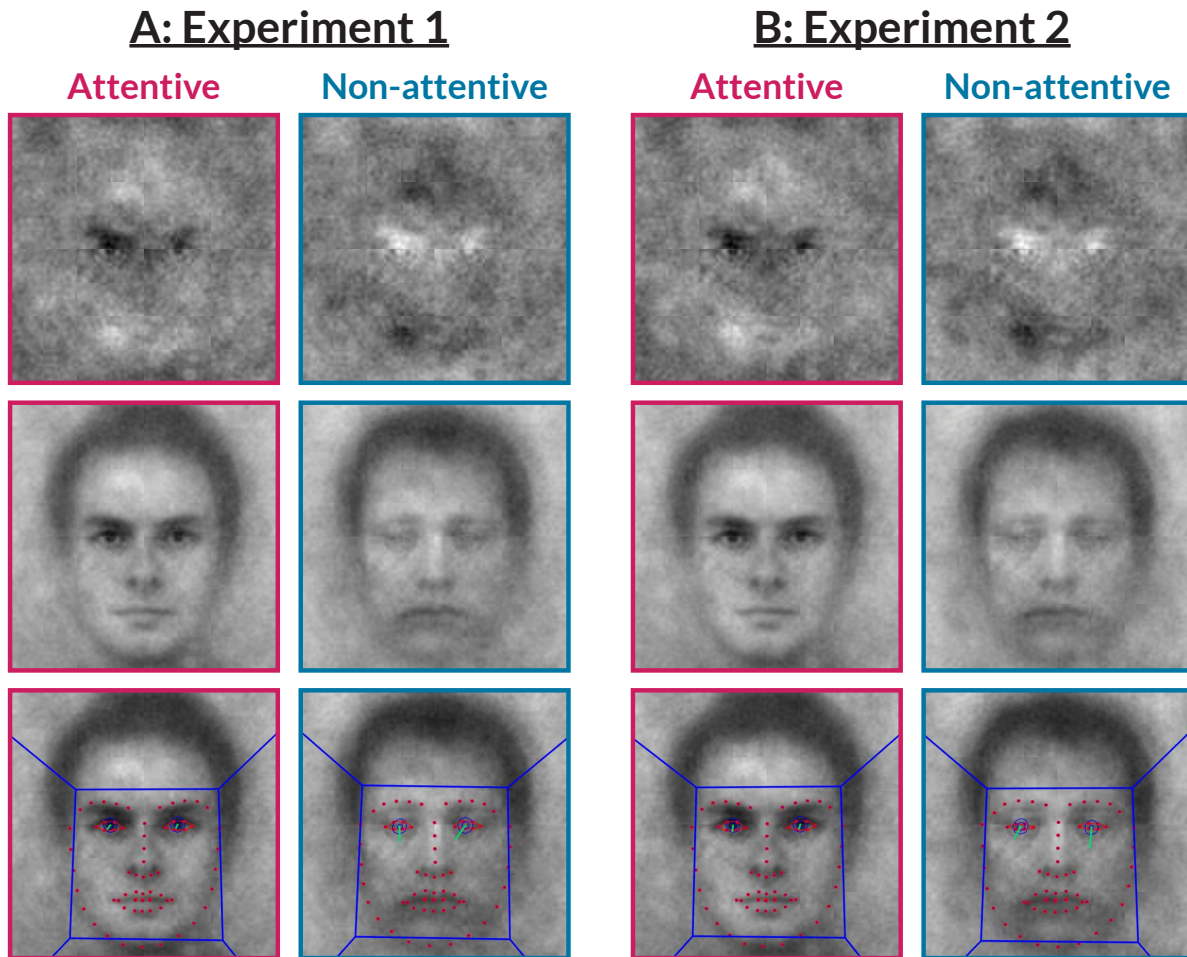 A: Experiment 1
B: Experiment 2
Attentive
Non-attentive
Attentive
Non-attentive